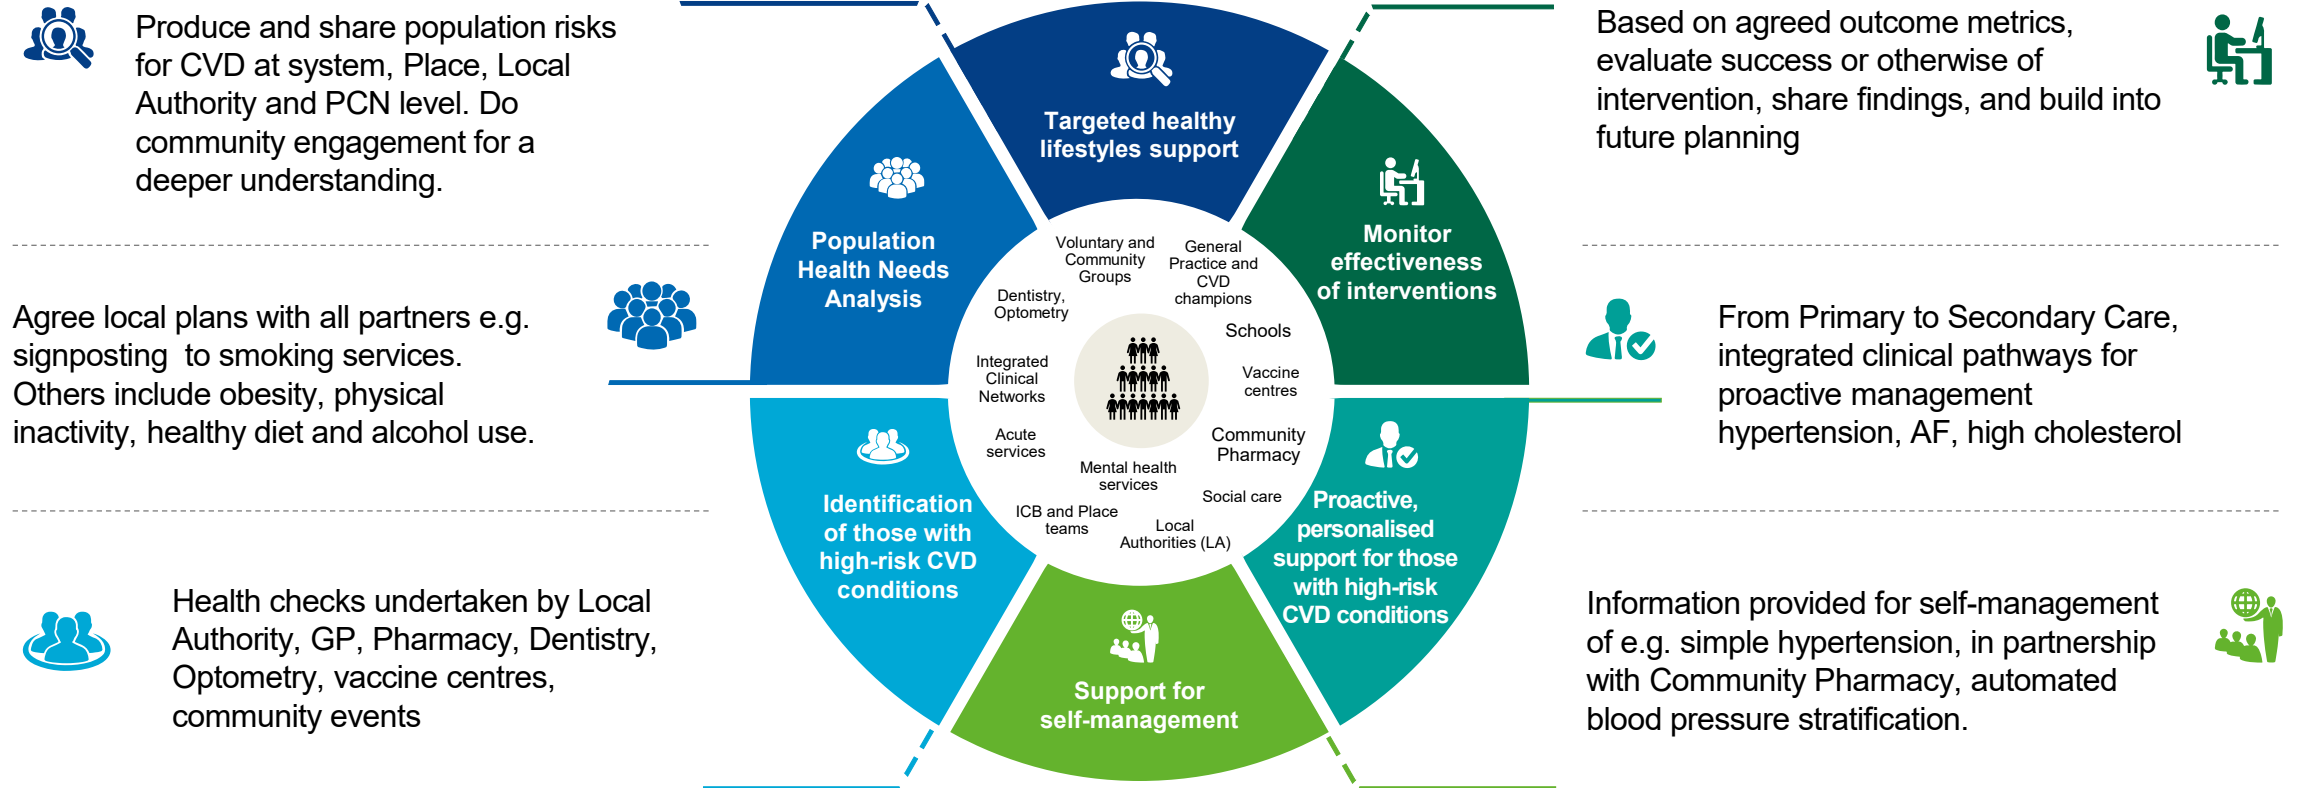 Produce and share population risks
for CVD at system, Place, Local
Authority and PCN level. Do
community engagement for a
deeper understanding.
Agree local plans with all partners e.g.
signposting  to smoking services.
Others include obesity, physical
inactivity, healthy diet and alcohol use.
Health checks undertaken by Local
Authority, GP, Pharmacy, Dentistry,
Optometry, vaccine centres,
community events
Targeted healthy
lifestyles support
Population
Health Needs
Analysis
Monitor
effectiveness
of interventions
Identification
of those with
high-risk CVD
conditions
Proactive,
personalised
support for those
with high-risk
CVD conditions
Support for
self-management
Voluntary and
Community
Groups
General
Practice and
CVD
champions
Dentistry,
Optometry
Schools
Integrated
Clinical
Networks
Vaccine
centres
Acute
services
Community
Pharmacy
Mental health
services
Social care
ICB and Place
teams
Local
Authorities (LA)
Based on agreed outcome metrics,
evaluate success or otherwise of
intervention, share findings, and build into
future planning
From Primary to Secondary Care,
integrated clinical pathways for
proactive management
hypertension, AF, high cholesterol
Information provided for self-management
of e.g. simple hypertension, in partnership
with Community Pharmacy, automated
blood pressure stratification.